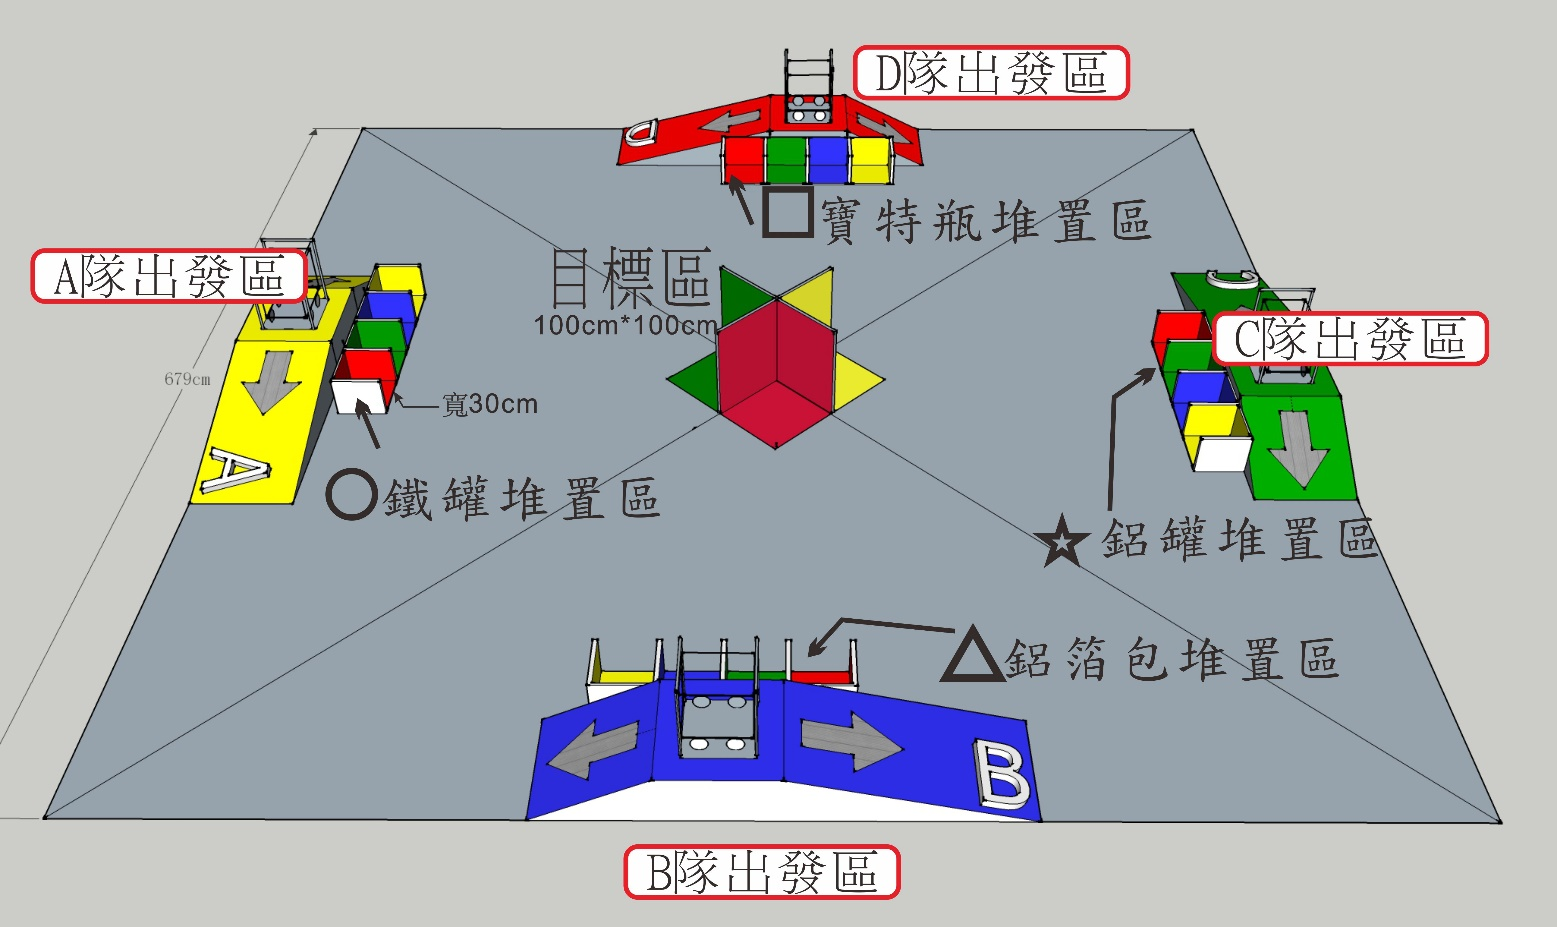 D隊出發區
D
寶特瓶堆置區
A隊出發區
目標區
100cm*100cm
C
C隊出發區
679cm
寬30cm
A
鐵罐堆置區
鋁罐堆置區
鋁箔包堆置區
B
B隊出發區